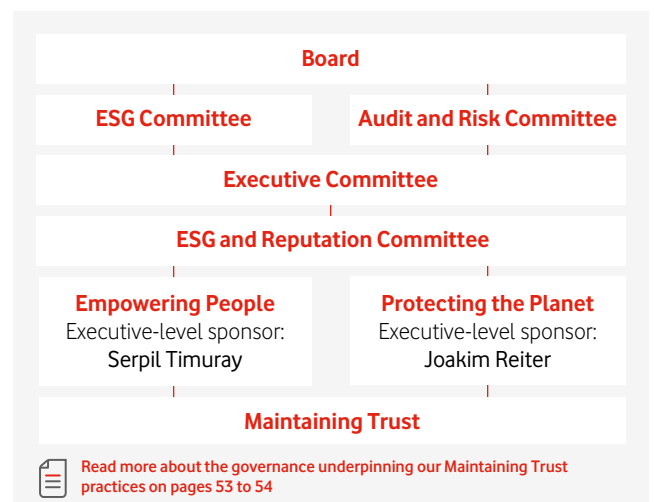 Board
ESG Committee
Audit and Risk Committee
Executive Committee
ESG and Reputation Committee
Empowering People
Executive-level sponsor:
Serpil Timuray
Protecting the Planet
Executive-level sponsor:
Joakim Reiter
Maintaining Trust
Read more about the governance underpinning our Maintaining Trust
practices on pages 53 to 54